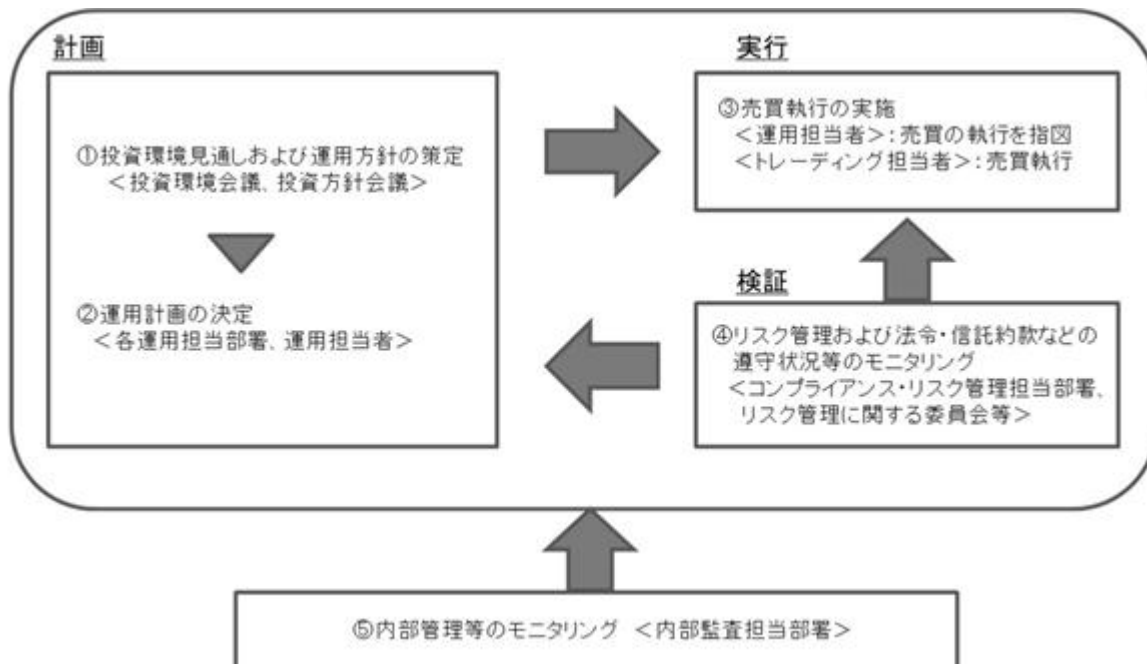 計画
①投資環境見通しおよび運用方針の策定
＜投資環境会議、投資方針会議＞
②運用計画の決定
＜各運用担当部署、運用担当者＞
実行
③売買執行の実施
＜運用担当者＞：売買の執行を指図
＜トレーディング担当者＞：売買執行
検証
④リスク管理および法令・信託約款などの
遵守状況等のモニタリング
＜コンプライアンス・リスク管理担当部署、
リスク管理に関する委員会等＞
⑤内部管理等のモニタリング ＜内部監査担当部署＞